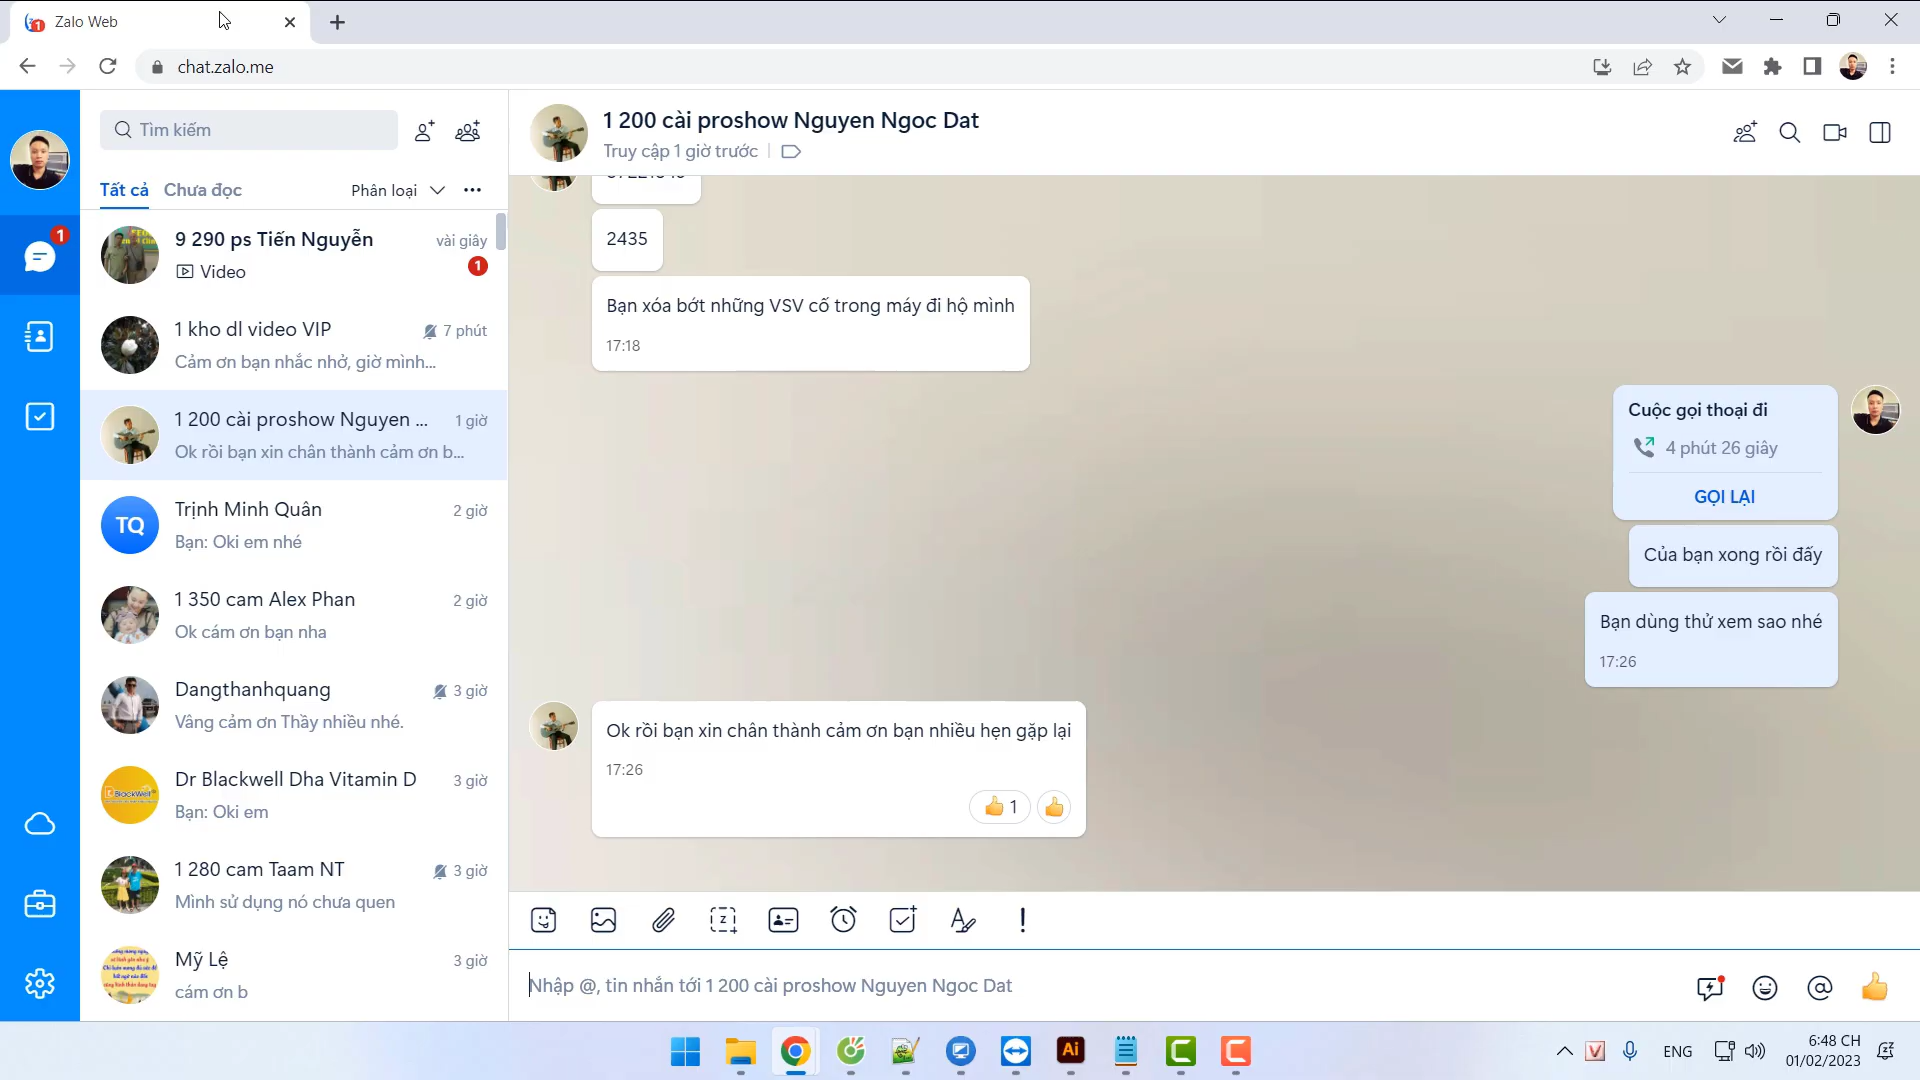 Zalo Web
chat.zalo.me
Tìm kiếm
Tất cả
Chưa đọc
Phân loại
1
9 290 ps Tiến Nguyễn
vài giây
Video
1
1 kho dl video VIP
7 phút
Cảm ơn bạn nhắc nhở, giờ mình...
1 200 cài proshow Nguyen ...
1 giờ
Ok rồi bạn xin chân thành cảm ơn b...
TQ
Trịnh Minh Quân
2 giờ
Bạn: Oki em nhé
1 350 cam Alex Phan
2 giờ
Ok cám ơn bạn nha
Dangthanhquang
3 giờ
Vâng cảm ơn Thầy nhiều nhé.
Dr Blackwell Dha Vitamin D
3 giờ
Bạn: Oki em
1 280 cam Taam NT
3 giờ
Mình sử dụng nó chưa quen
Mỹ Lệ
3 giờ
cám ơn b
1 200 cài proshow Nguyen Ngoc Dat
Truy cập 1 giờ trước
2435
Bạn xóa bớt những VSV cố trong máy đi hộ mình
17:18
Cuộc gọi thoại đi
4 phút 26 giây
GỌI LẠI
Của bạn xong rồi đấy
Bạn dùng thử xem sao nhé
17:26
Ok rồi bạn xin chân thành cảm ơn bạn nhiều hẹn gặp lại
17:26
1
Nhập @, tin nhắn tới 1 200 cài proshow Nguyen Ngoc Dat
Ai
ENG
6:48 CH
01/02/2023